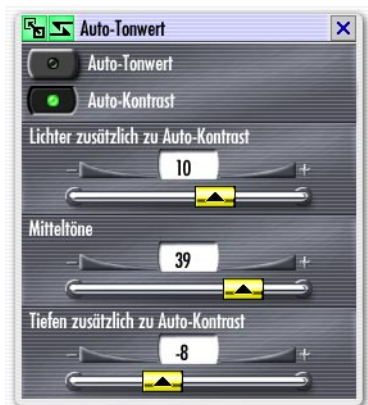 Auto-Tonwert
Auto-Tonwert
Auto-Kontrast
Lichter zusätzlich zu Auto-Kontrast
10
Mitteltöne
39
Tiefen zusätzlich zu Auto-Kontrast
-8